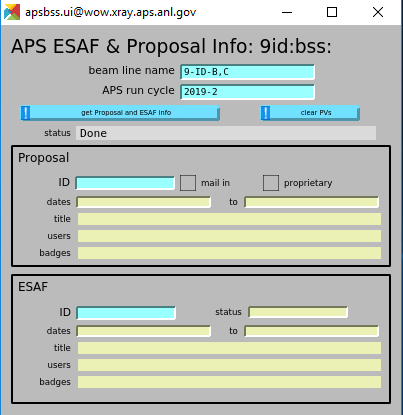 apsbss.ui@wow.xray.aps.anl.gov
APS ESAF & Proposal Info: 9id:bss:
beam line name 9-ID-B,C
APS run cycle 2019-2
! get Proposal and ESAF info ! clear PVs
status Done
Proposal
ID mail in proprietary
dates to
title
users
badges
ESAF
ID status
dates to
title
users
badges